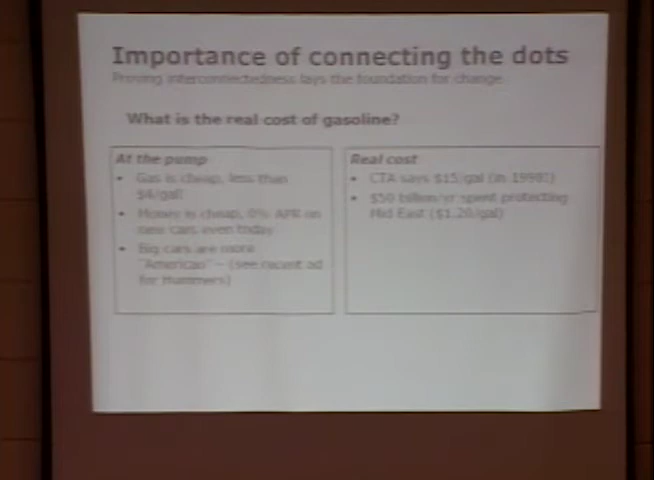 Importance of connecting the dots
Proving interconnectedness lays the foundation for change
What is the real cost of gasoline?
At the pump
• Gas is cheap, less than
$4/gal!
• Money is cheap, 0% APR on
new cars even today
• Big cars are more
"American" – (see recent ad
for Hummers)
Real cost
• CTA says $15/gal (in 1998!)
• $50 billion/yr spent protecting
Mid East ($1.20/gal)